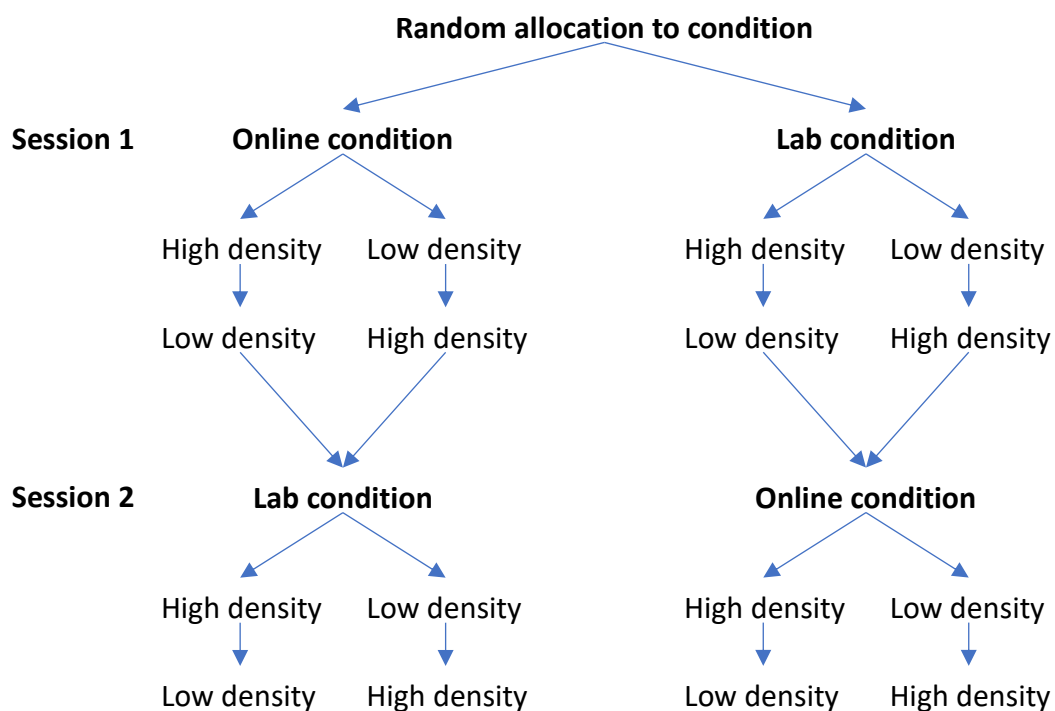 Random allocation to condition
Session 1 Online condition Lab condition
High density Low density High density Low density
Low density High density Low density High density
Session 2 Lab condition Online condition
High density Low density High density Low density
Low density High density Low density High density